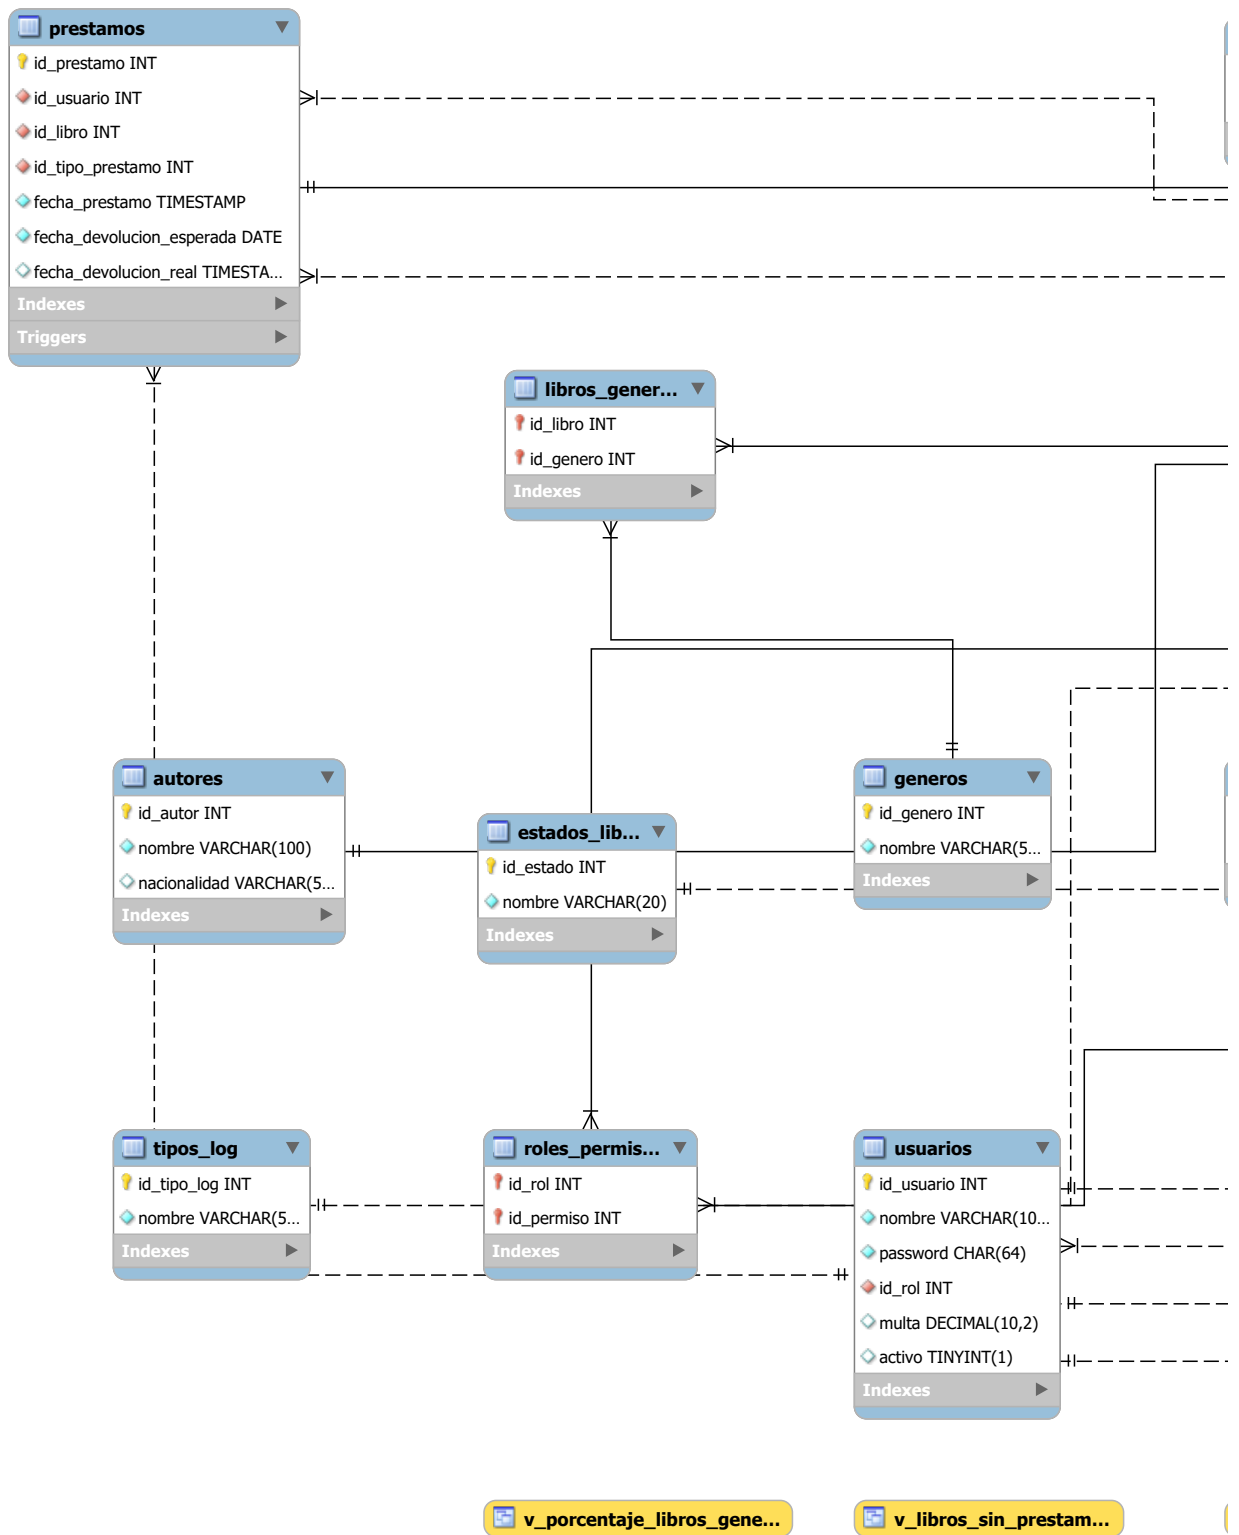 prestamos
id_prestamo INT
id_usuario INT
id_libro INT
id_tipo_prestamo INT
fecha_prestamo TIMESTAMP
fecha_devolucion_esperada DATE
fecha_devolucion_real TIMESTA...
Indexes
Triggers
libros_gener...
id_libro INT
id_genero INT
Indexes
autores
id_autor INT
nombre VARCHAR(100)
nacionalidad VARCHAR(5...
Indexes
estados_lib...
id_estado INT
nombre VARCHAR(20)
Indexes
generos
id_genero INT
nombre VARCHAR(5...
Indexes
tipos_log
id_tipo_log INT
nombre VARCHAR(5...
Indexes
roles_permis...
id_rol INT
id_permiso INT
Indexes
usuarios
id_usuario INT
nombre VARCHAR(10...
password CHAR(64)
id_rol INT
multa DECIMAL(10,2)
activo TINYINT(1)
Indexes
v_porcentaje_libros_gene...
v_libros_sin_prestam...